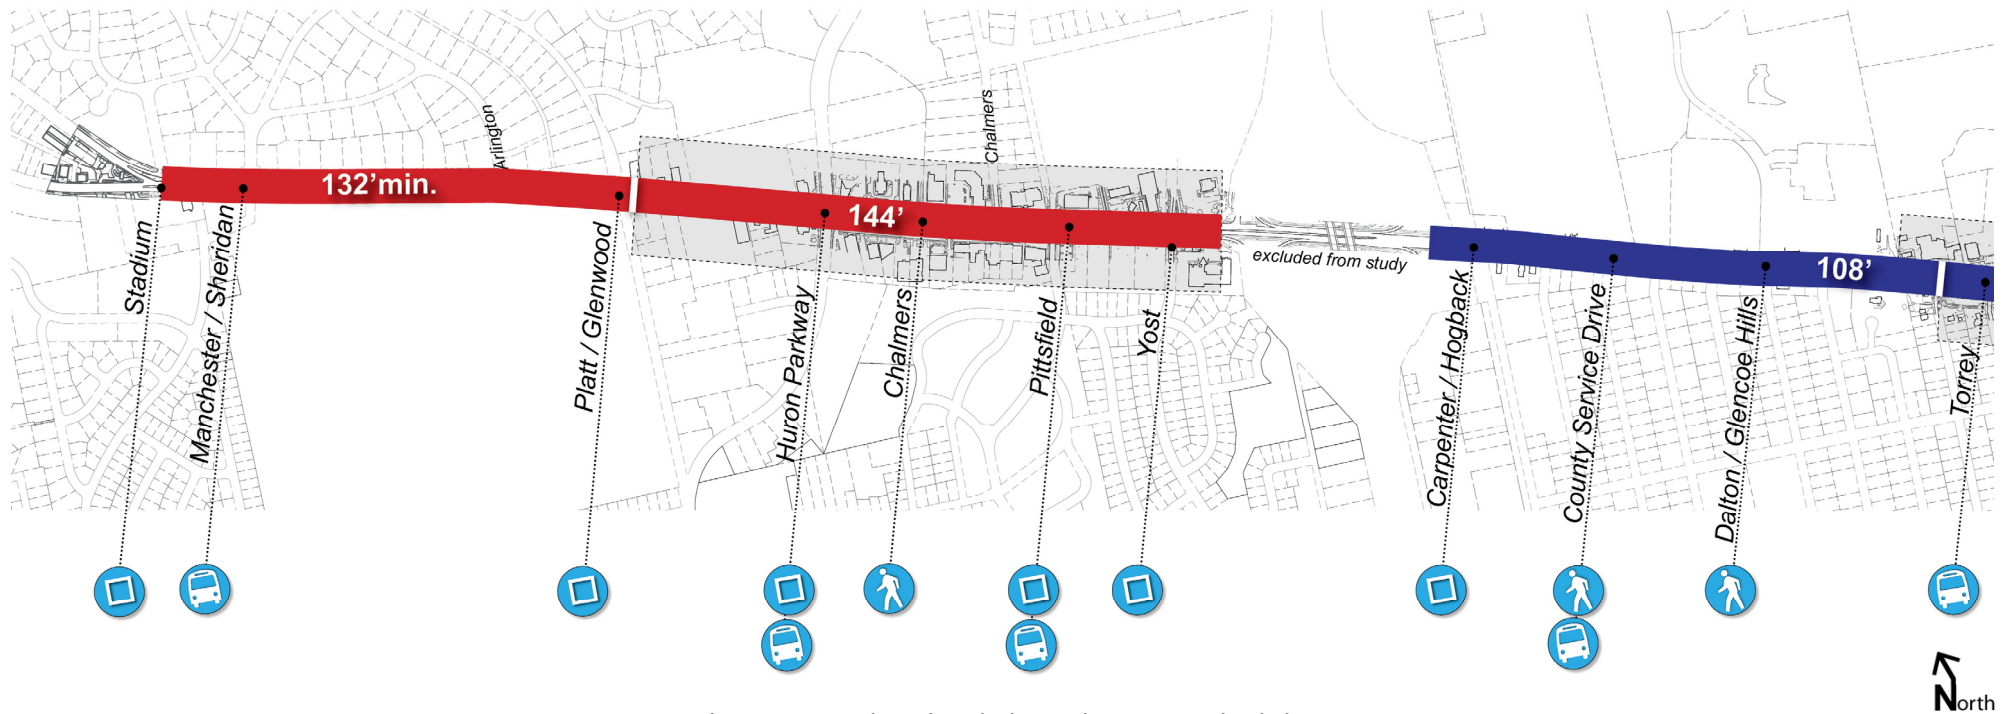 Arlington
Chalmers
132’min.
144’
108’
excluded from study
Stadium
Manchester / Sheridan
Platt / Glenwood
Huron Parkway
Chalmers
Pittsfield
Yost
Carpenter / Hogback
County Service Drive
Dalton / Glencoe Hills
Torrey
North